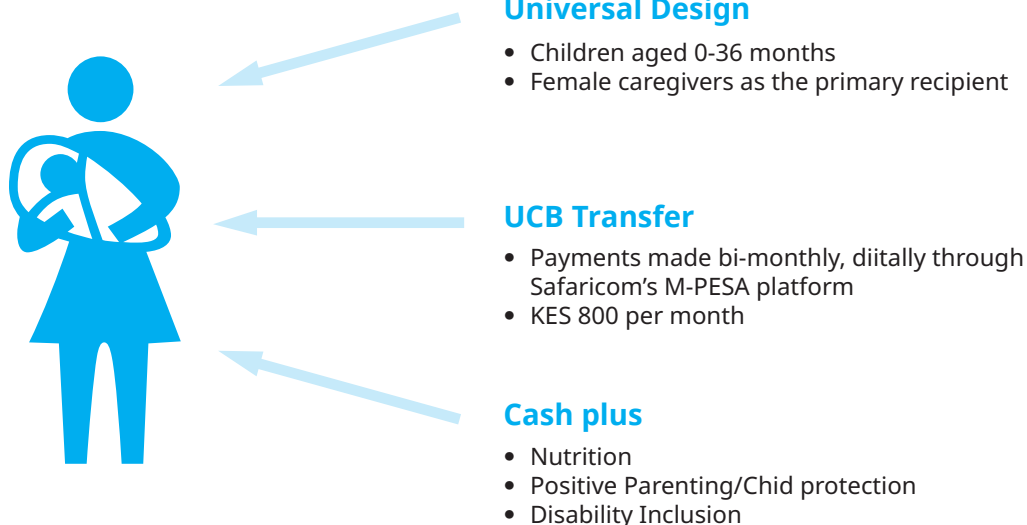 Universal Design
• Children aged 0-36 months
• Female caregivers as the primary recipient
UCB Transfer
• Payments made bi-monthly, diitally through
Safaricom’s M-PESA platform
• KES 800 per month
Cash plus
• Nutrition
• Positive Parenting/Chid protection
• Disability Inclusion